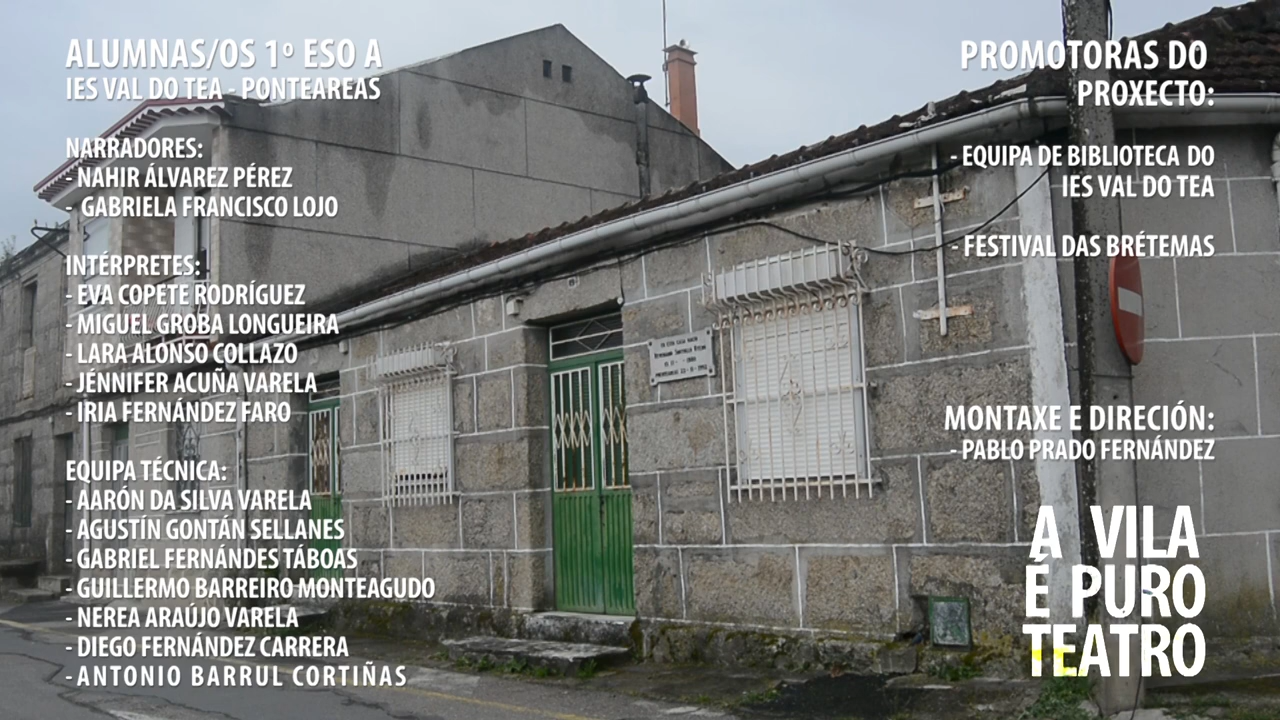 ALUMNAS/OS 1º ESO A
IES VAL DO TEA - PONTEAREAS
NARRADORES:
- NAHIR ÁLVAREZ PÉREZ
- GABRIELA FRANCISCO LOJO
INTÉRPRETES:
- EVA COPETE RODRÍGUEZ
- MIGUEL GROBA LONGUEIRA
- LARA ALONSO COLLAZO
- JÉNNIFER ACUÑA VARELA
- IRIA FERNÁNDEZ FARO
EQUIPA TÉCNICA:
- AARÓN DA SILVA VARELA
- AGUSTÍN GONTÁN SELLANES
- GABRIEL FERNÁNDES TÁBOAS
- GUILLERMO BARREIRO MONTEAGUDO
- NEREA ARAÚJO VARELA
- DIEGO FERNÁNDEZ CARRERA
- ANTONIO BARRUL CORTIÑAS
PROMOTORAS DO
PROXECTO:
- EQUIPA DE BIBLIOTECA DO
IES VAL DO TEA
- FESTIVAL DAS BRÉTEMAS
MONTAXE E DIRECIÓN:
- PABLO PRADO FERNÁNDEZ
A VILA
É PURO
TEATRO